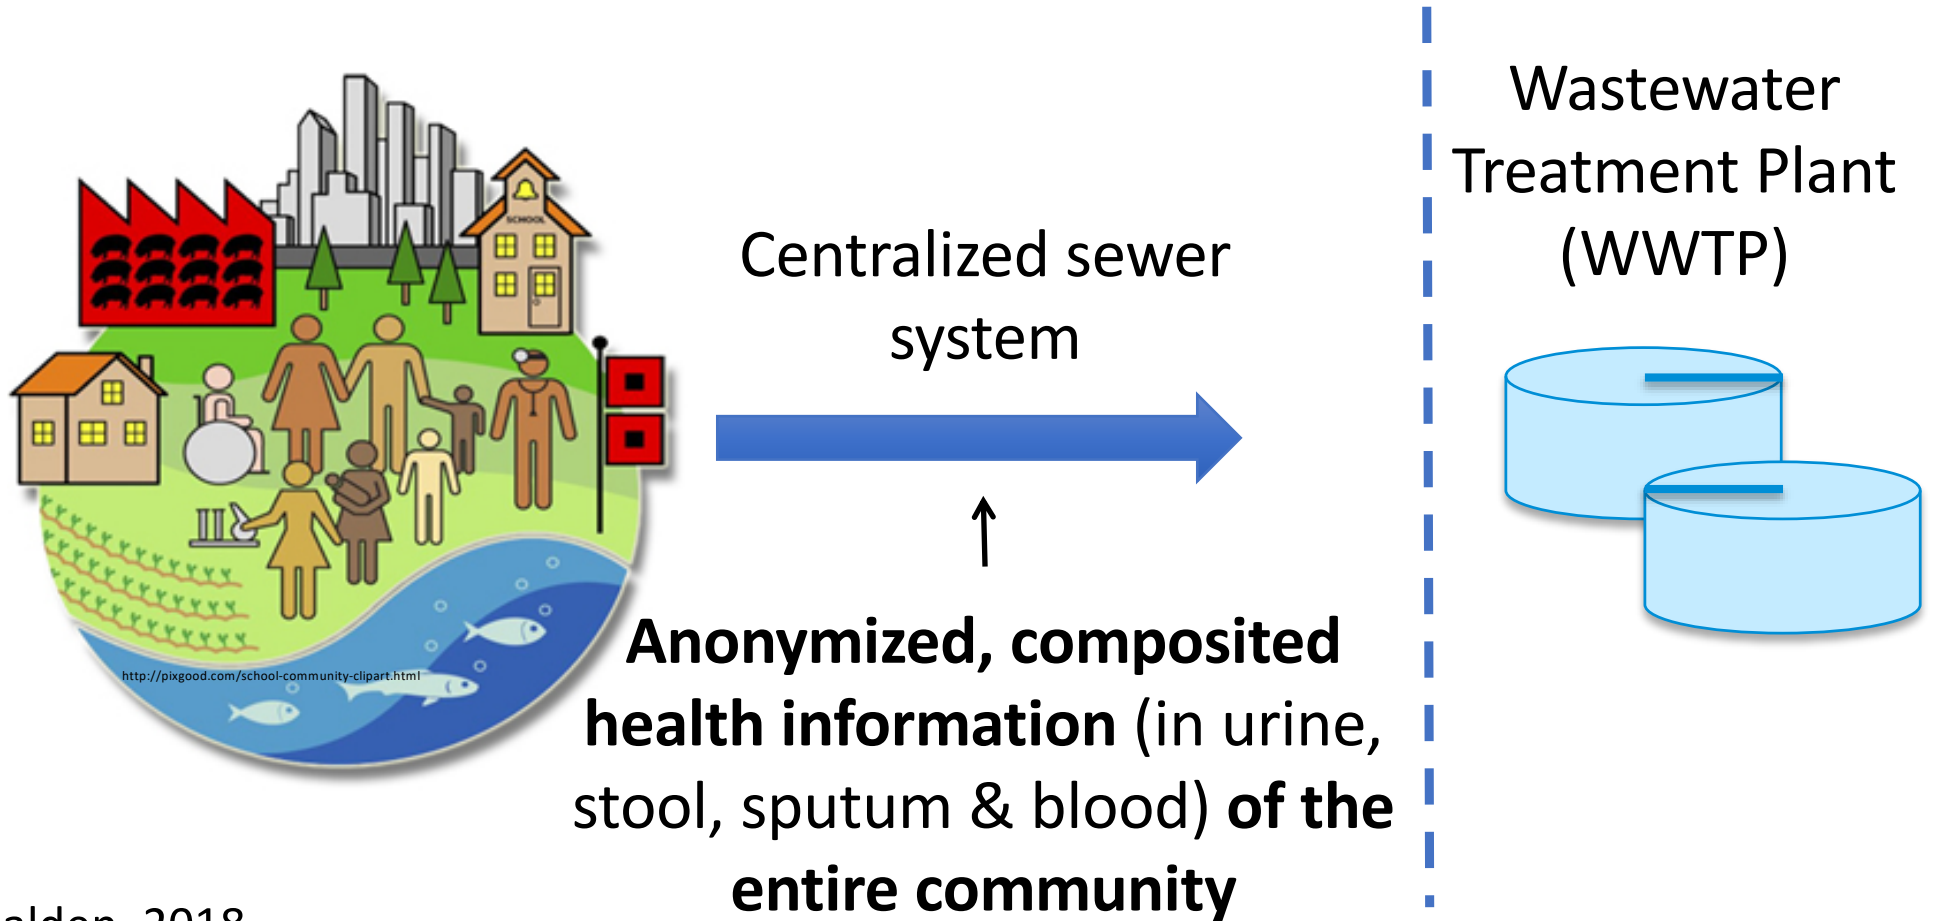 Wastewater
Treatment Plant
(WWTP)
SCHOOL
Centralized sewer
system
http://pixgood.com/school-community-clipart.html
Anonymized, composited
health information (in urine,
stool, sputum & blood) of the
entire community
2018